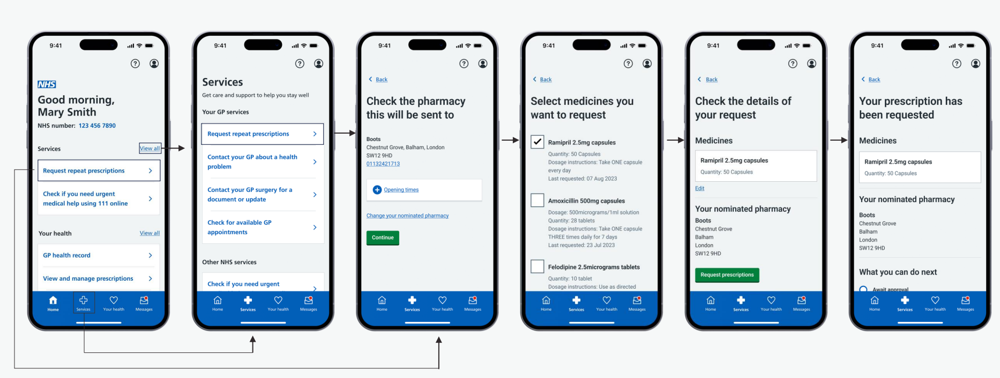 9:41
NHS
Good morning,
Mary Smith
NHS number: 123 456 7890
Services
View all
Request repeat prescriptions
Check if you need urgent
medical help using 111 online
Your health
View all
GP health record
View and manage prescriptions
Home
Services
Your health
Messages
9:41
Services
Get care and support to help you stay well
Your GP services
Request repeat prescriptions
Contact your GP about a health
problem
Contact your GP surgery for a
document or update
Check for available GP
appointments
Other NHS services
Check if you need urgent
Home
Services
Your health
Messages
9:41
Back
Check the pharmacy
this will be sent to
Boots
Chestnut Grove, Balham, London
SW12 9HD
01132421713
Opening times
Change your nominated pharmacy
Continue
Home
Services
Your health
Messages
9:41
Back
Select medicines you
want to request
Ramipril 2.5mg capsules
Quantity: 50 Capsules
Dosage instructions: Take ONE capsule
every day
Last requested: 07 Aug 2023
Amoxicillin 500mg capsules
Dosage: 500micrograms/1ml solution
Quantity: 28 tablets
Dosage instructions: Take ONE capsule
THREE times daily for 7 days
Last requested: 23 Jul 2023
Felodipine 2.5micrograms tablets
Quantity: 10 tablet
Dosage instructions: Use as directed
Home
Services
Your health
Messages
9:41
Back
Check the details of
your request
Medicines
Ramipril 2.5mg capsules
Quantity: 50 Capsules
Edit
Your nominated pharmacy
Boots
Chestnut Grove
Balham
London
SW12 9HD
Request prescriptions
Home
Services
Your health
Messages
9:41
Back
Your prescription has
been requested
Medicines
Ramipril 2.5mg capsules
Quantity: 50 Capsules
Your nominated pharmacy
Boots
Chestnut Grove
Balham
London
SW12 9HD
What you can do next
Await approval
Home
Services
Your health
Messages